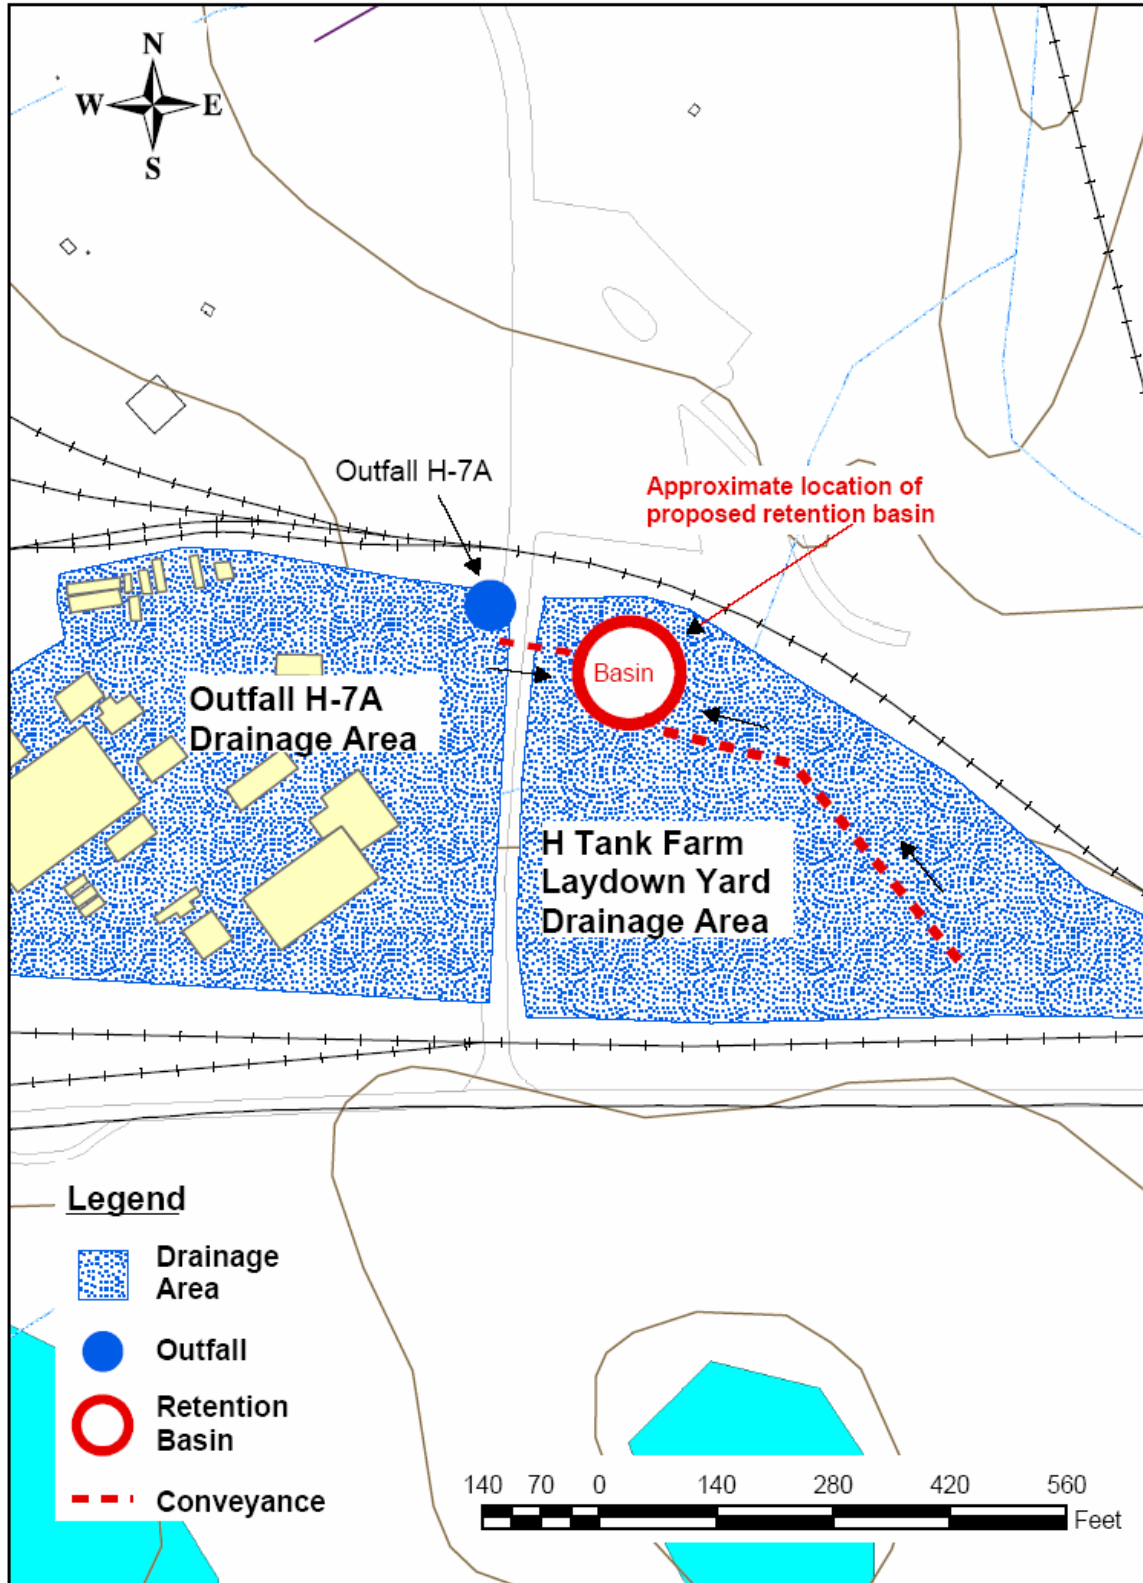 N
W E
S
Outfall H-7A
Approximate location of
proposed retention basin
Basin
Outfall H-7A
Drainage Area
H Tank Farm
Laydown Yard
Drainage Area
Legend
Drainage
Area
Outfall
Retention
Basin
Conveyance
140 70 0 140 280 420 560
Feet